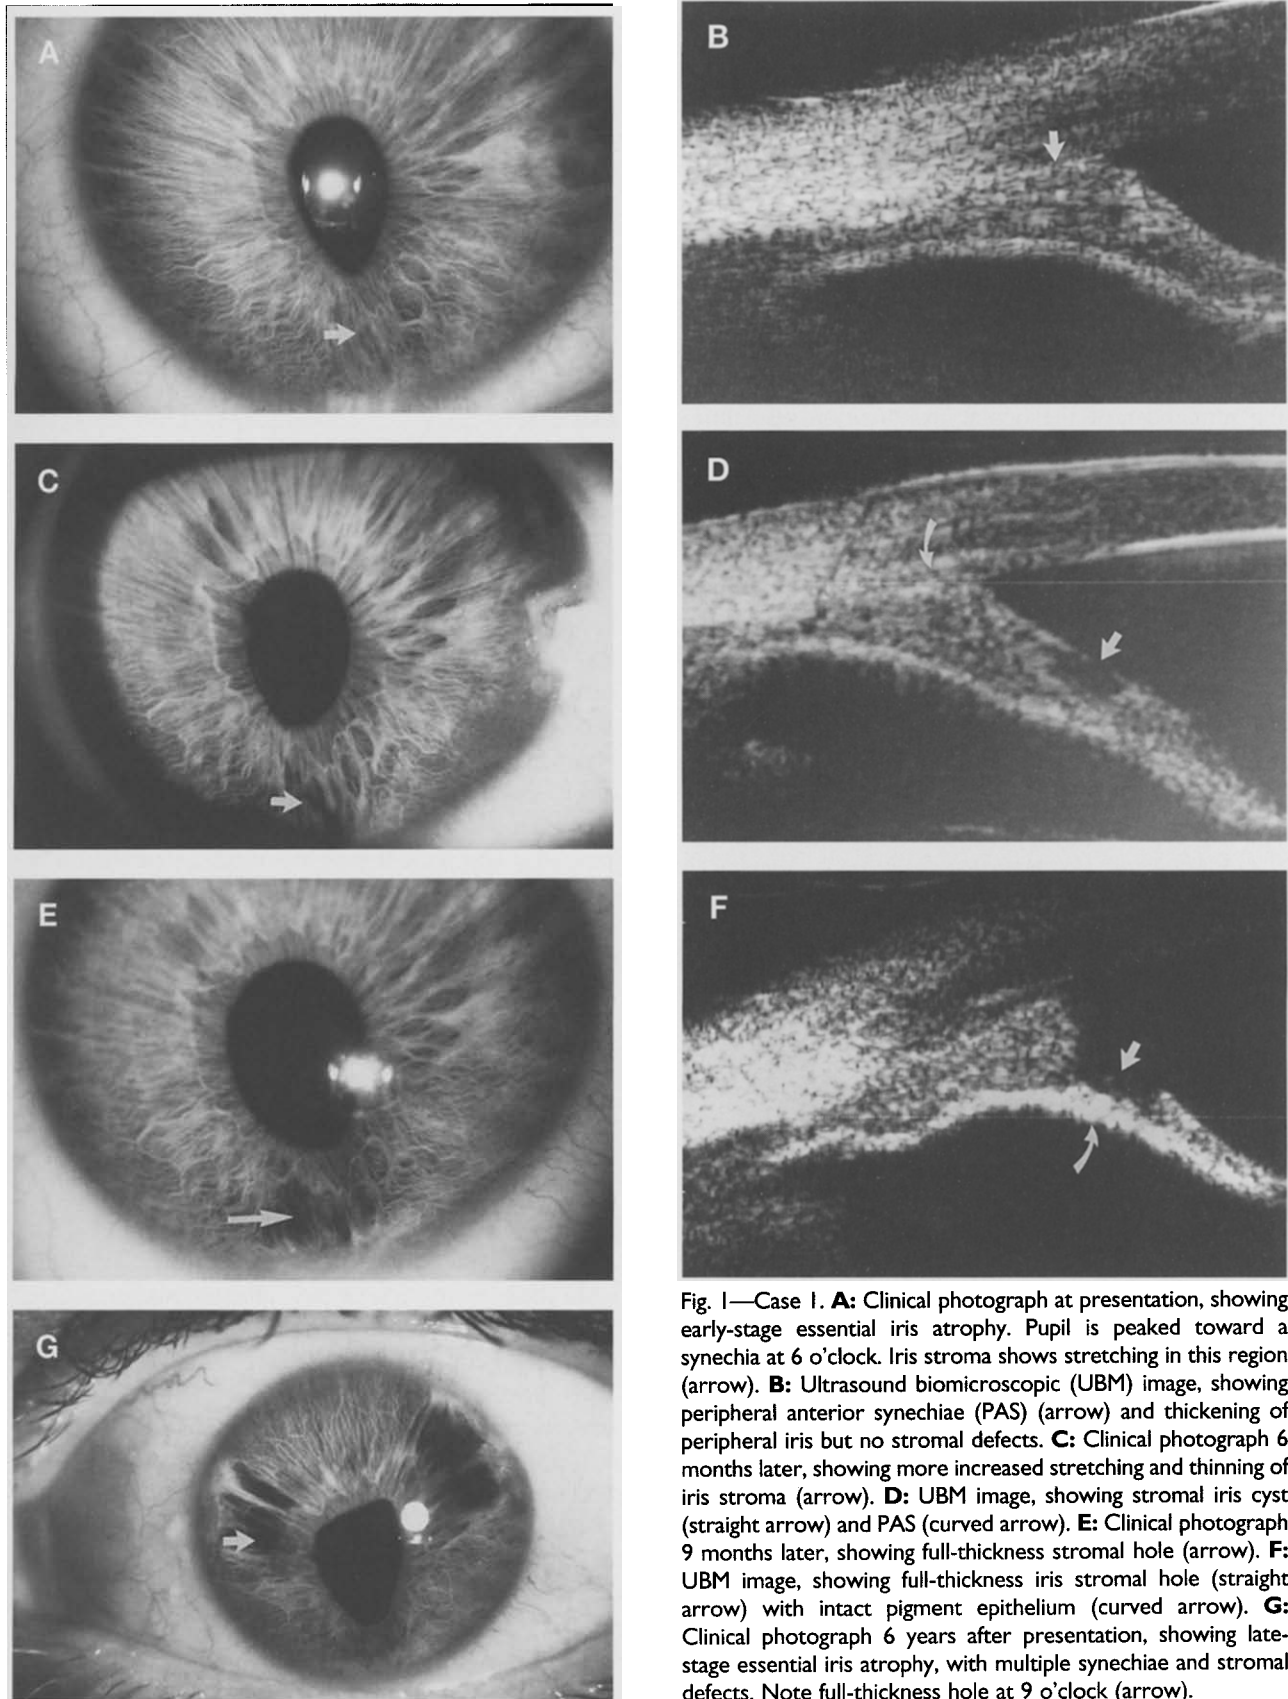 A
B
C
D
E
F
G
Fig. 1—Case 1. A: Clinical photograph at presentation, showing
early-stage essential iris atrophy. Pupil is peaked toward a
synechia at 6 o'clock. Iris stroma shows stretching in this region
(arrow). B: Ultrasound biomicroscopic (UBM) image, showing
peripheral anterior synechiae (PAS) (arrow) and thickening of
peripheral iris but no stromal defects. C: Clinical photograph 6
months later, showing more increased stretching and thinning of
iris stroma (arrow). D: UBM image, showing stromal iris cyst
(straight arrow) and PAS (curved arrow). E: Clinical photograph
9 months later, showing full-thickness stromal hole (arrow). F:
UBM image, showing full-thickness iris stromal hole (straight
arrow) with intact pigment epithelium (curved arrow). G:
Clinical photograph 6 years after presentation, showing late-
stage essential iris atrophy, with multiple synechiae and stromal
defects. Note full-thickness hole at 9 o'clock (arrow).